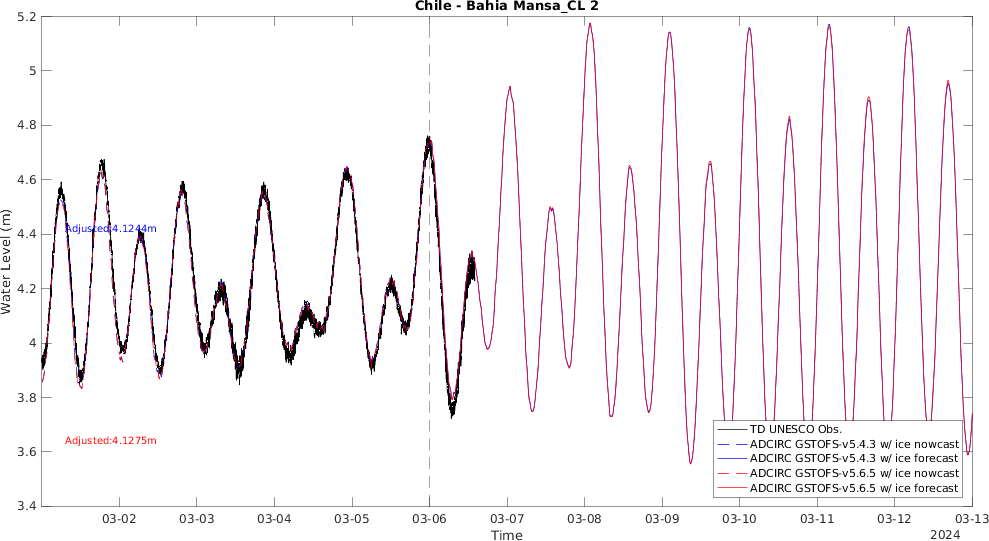 Chile - Bahia Mansa_CL 2
Water Level (m)
5.2
5
4.8
4.6
4.4
4.2
4
3.8
3.6
3.4
Adjusted:4.1244m
Adjusted:4.1275m
TD UNESCO Obs.
ADCIRC GSTOFS-v5.4.3 w/ ice nowcast
ADCIRC GSTOFS-v5.4.3 w/ ice forecast
ADCIRC GSTOFS-v5.6.5 w/ ice nowcast
ADCIRC GSTOFS-v5.6.5 w/ ice forecast
03-02 03-03 03-04 03-05 03-06 03-07 03-08 03-09 03-10 03-11 03-12 03-13
Time
2024